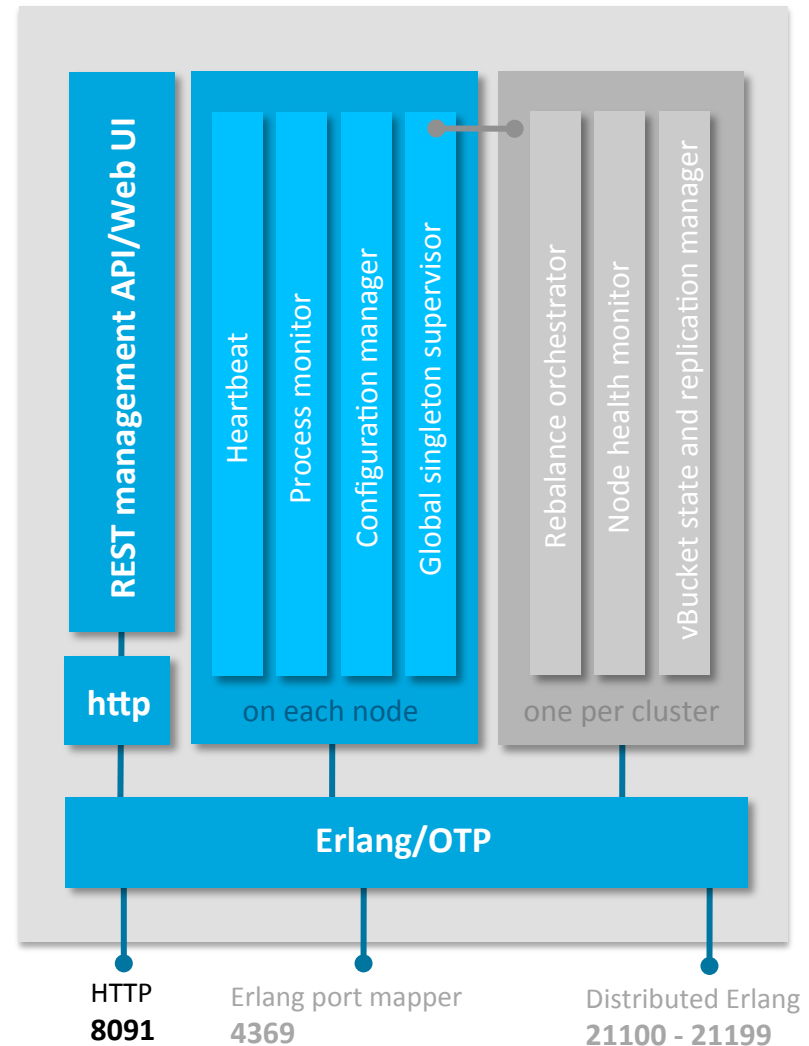 REST management API/Web UI
Heartbeat
Process monitor
Configuration manager
Global singleton supervisor
Rebalance orchestrator
Node health monitor
vBucket state and replication manager
http
on each node
one per cluster
Erlang/OTP
HTTP
8091
Erlang port mapper
4369
Distributed Erlang
21100 - 21199